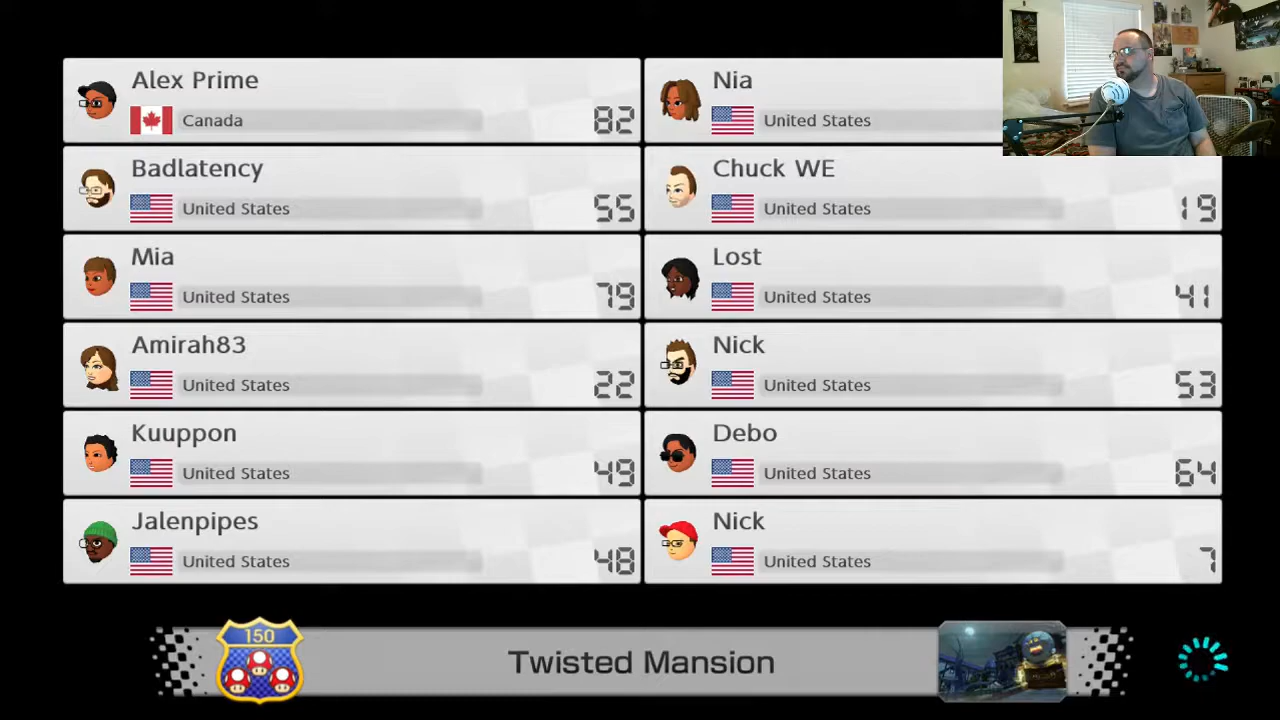 Alex Prime
Canada
82
Nia
United States
Badlatency
United States
55
Chuck WE
United States
19
Mia
United States
79
Lost
United States
41
Amirah83
United States
22
Nick
United States
53
Kuuppon
United States
49
Debo
United States
64
Jalenpipes
United States
48
Nick
United States
7
150
Twisted Mansion